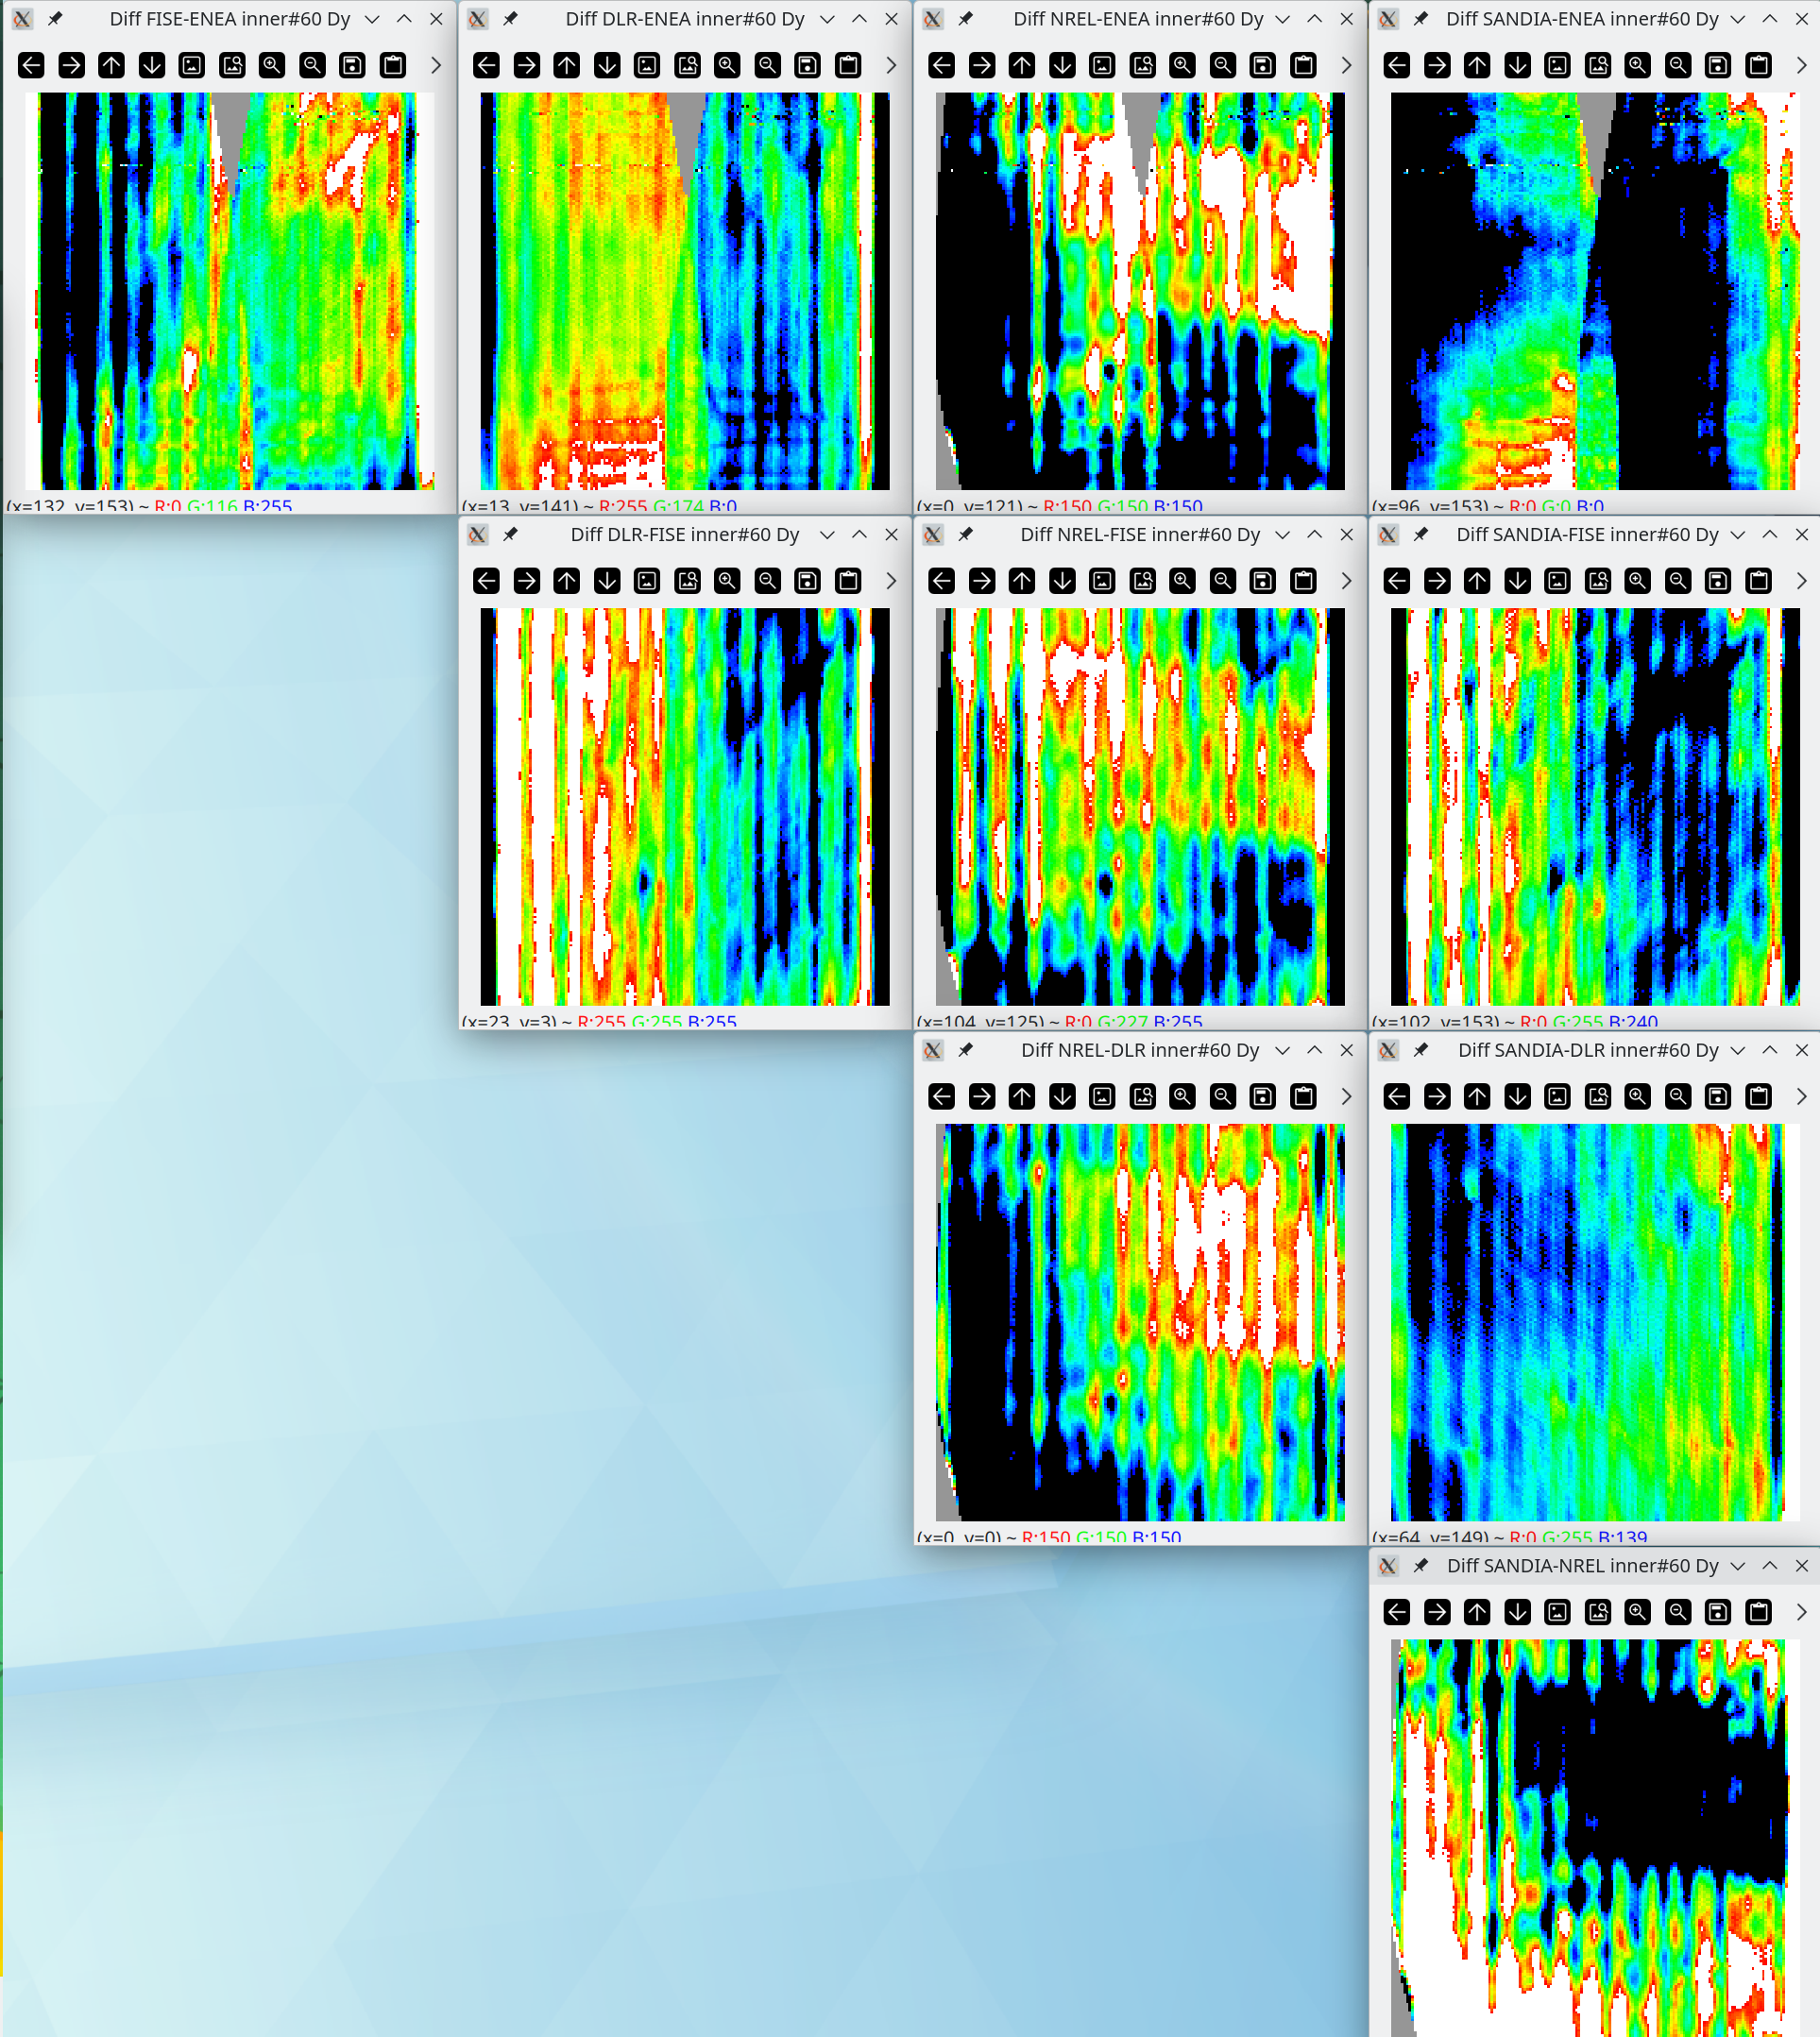 Diff FISE-ENEA inner#60 Dy
Diff DLR-ENEA inner#60 Dy
Diff NREL-ENEA inner#60 Dy
Diff SANDIA-ENEA inner#60 Dy
(x=132, y=153) ~ R:0 G:116 B:255
(x=13, y=141) ~ R:255 G:174 B:0
(x=0, y=121) ~ R:150 G:150 B:150
(x=96, y=153) ~ R:0 G:0 B:0
Diff DLR-FISE inner#60 Dy
Diff NREL-FISE inner#60 Dy
Diff SANDIA-FISE inner#60 Dy
(x=23, y=3) ~ R:255 G:255 B:255
(x=104, y=125) ~ R:0 G:227 B:255
(x=102, y=153) ~ R:0 G:255 B:240
Diff NREL-DLR inner#60 Dy
Diff SANDIA-DLR inner#60 Dy
(x=0, y=0) ~ R:150 G:150 B:150
(x=64, y=149) ~ R:0 G:255 B:139
Diff SANDIA-NREL inner#60 Dy